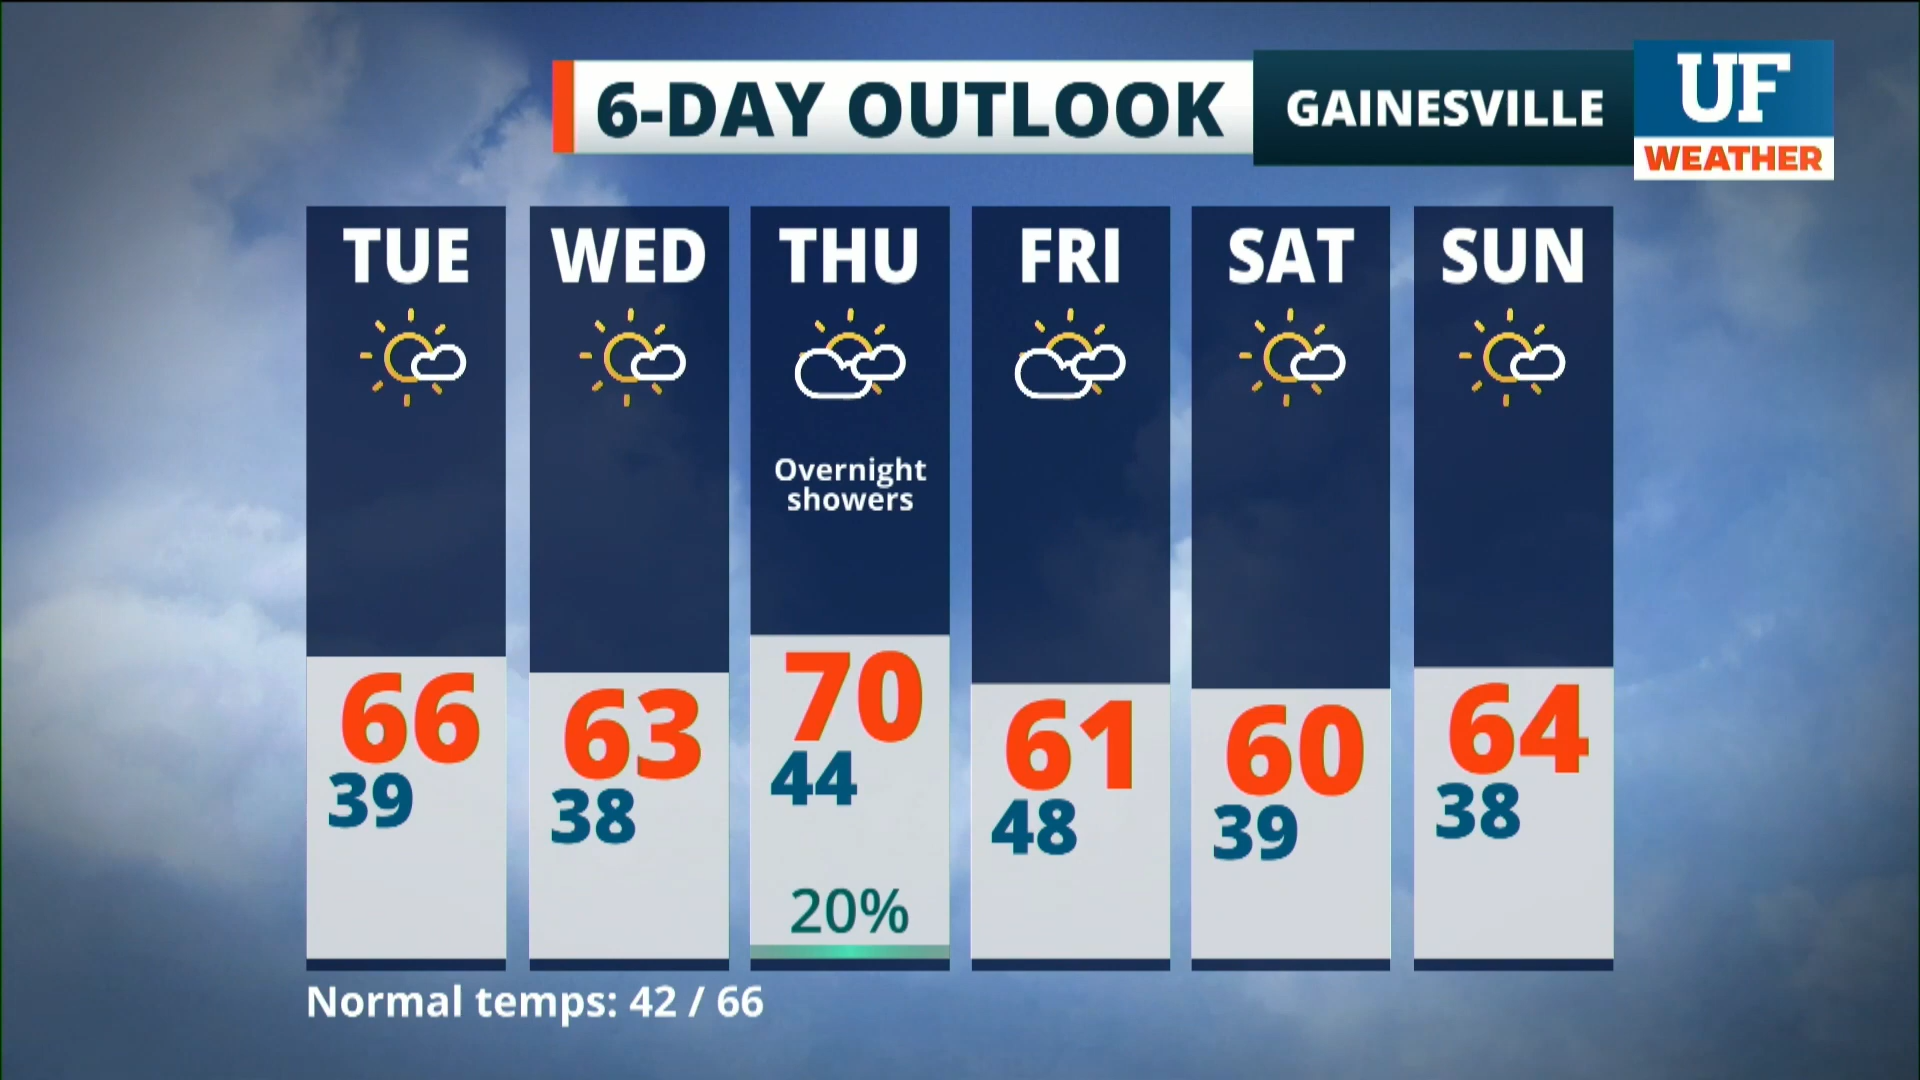 6-DAY OUTLOOK
GAINESVILLE
UF
WEATHER
TUE
WED
THU
FRI
SAT
SUN
Overnight
showers
66
39
63
38
70
44
61
48
60
39
64
38
20%
Normal temps: 42 / 66